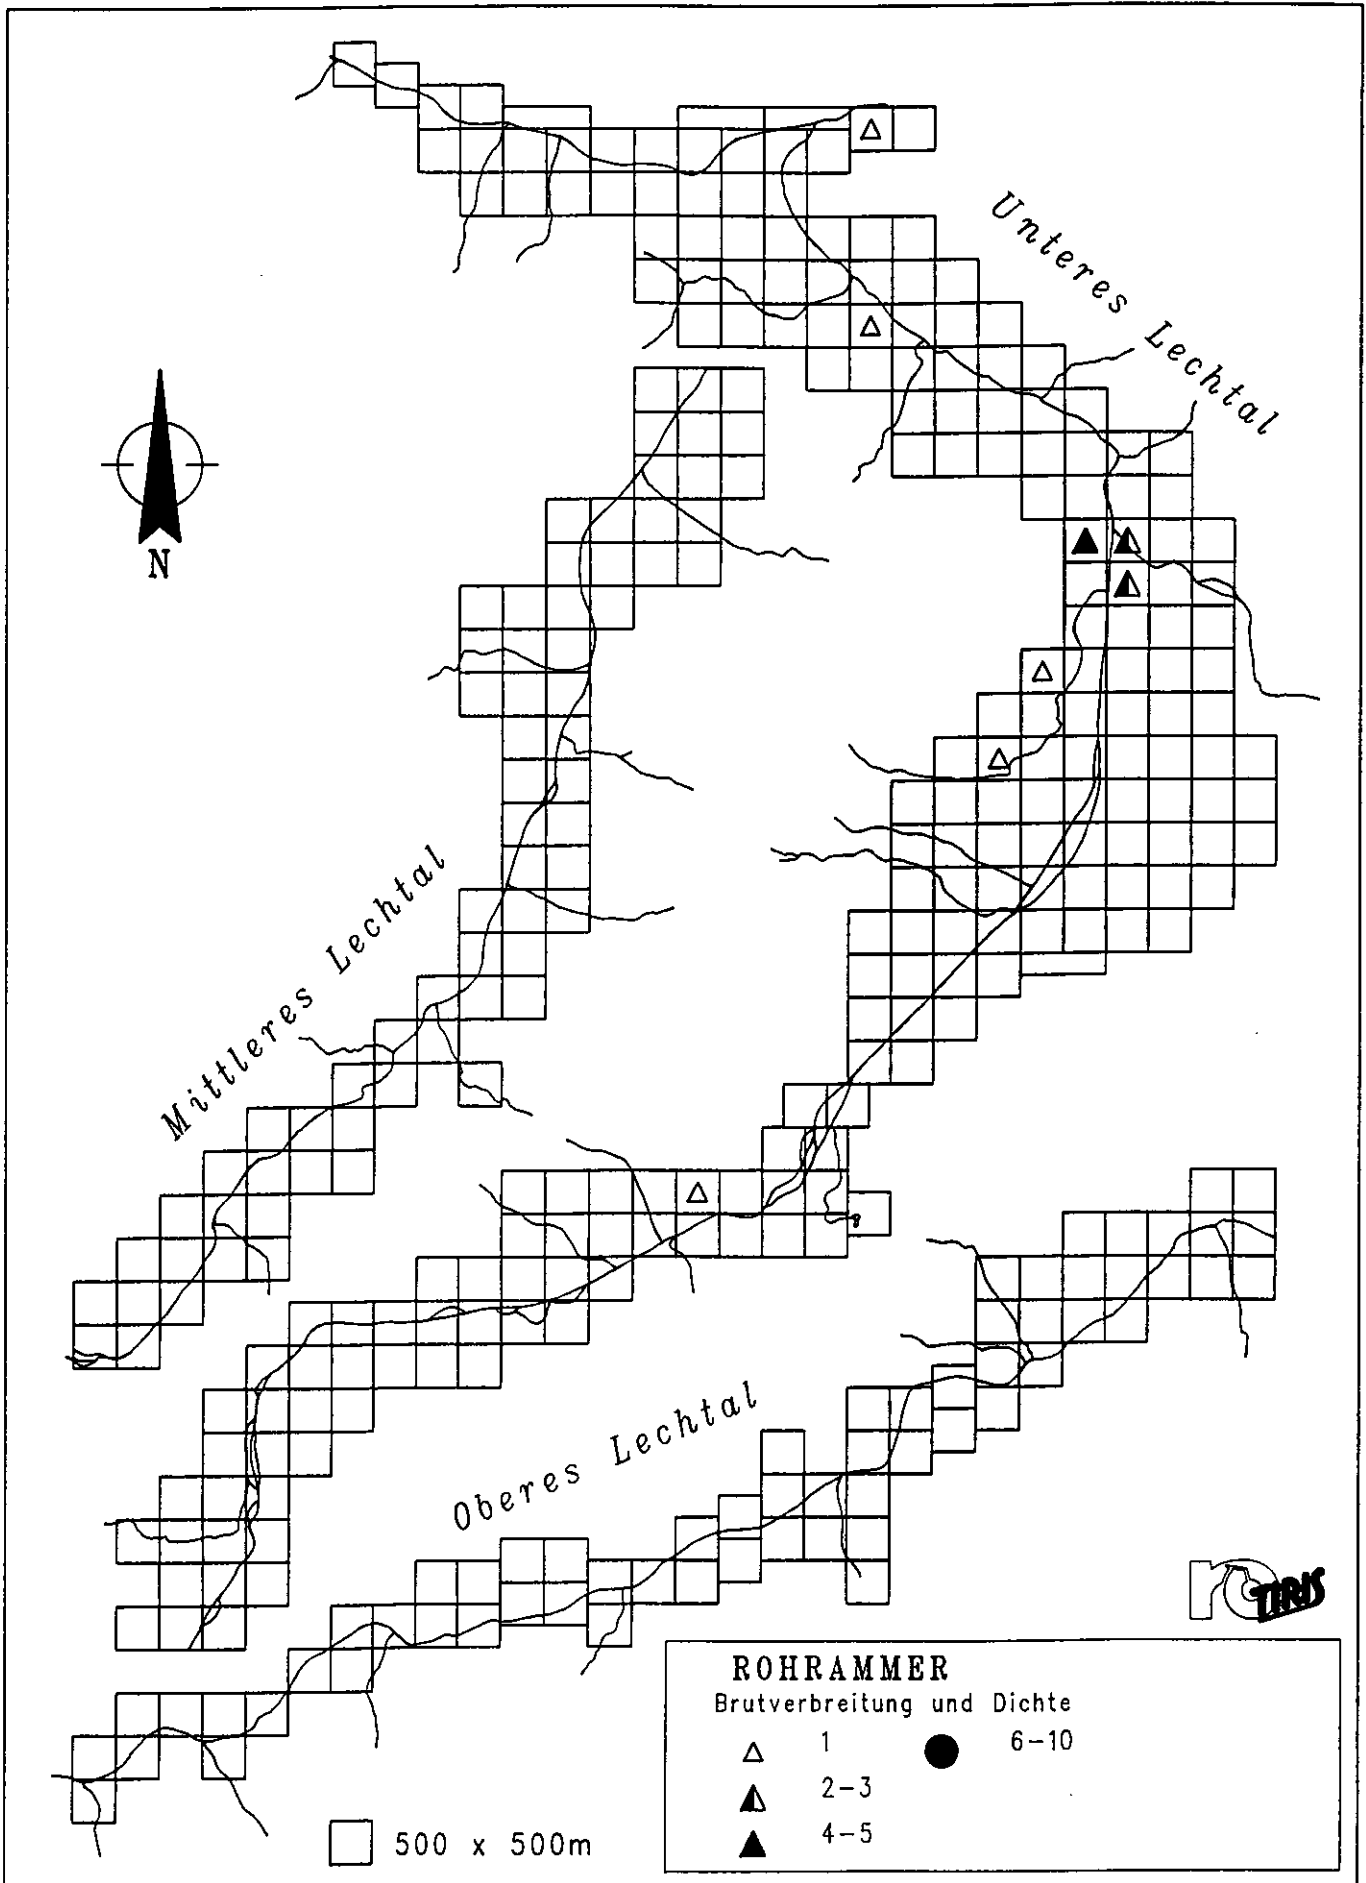 Unteres Lechtal
N
Mittleres Lechtal
Oberes Lechtal
TIRIS
ROHRAMMER
Brutverbreitung und Dichte
1
6-10
2-3
4-5
500 x 500m